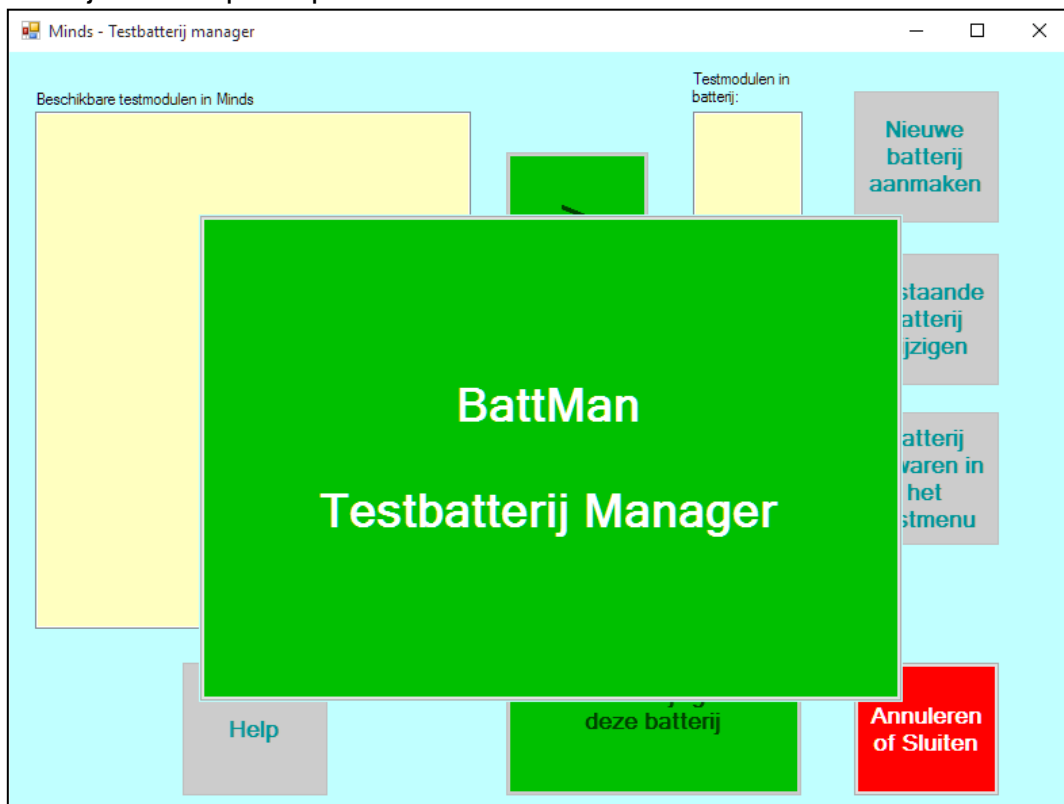 Minds - Testbatterij manager
Testmodulen in
batterij:
Beschikbare testmodulen in Minds
Nieuwe
batterij
aanmaken
staande
atterij
jzigen
BattMan
Testbatterij Manager
atterij
waren in
het
stmenu
deze batterij
Help
Annuleren
of Sluiten